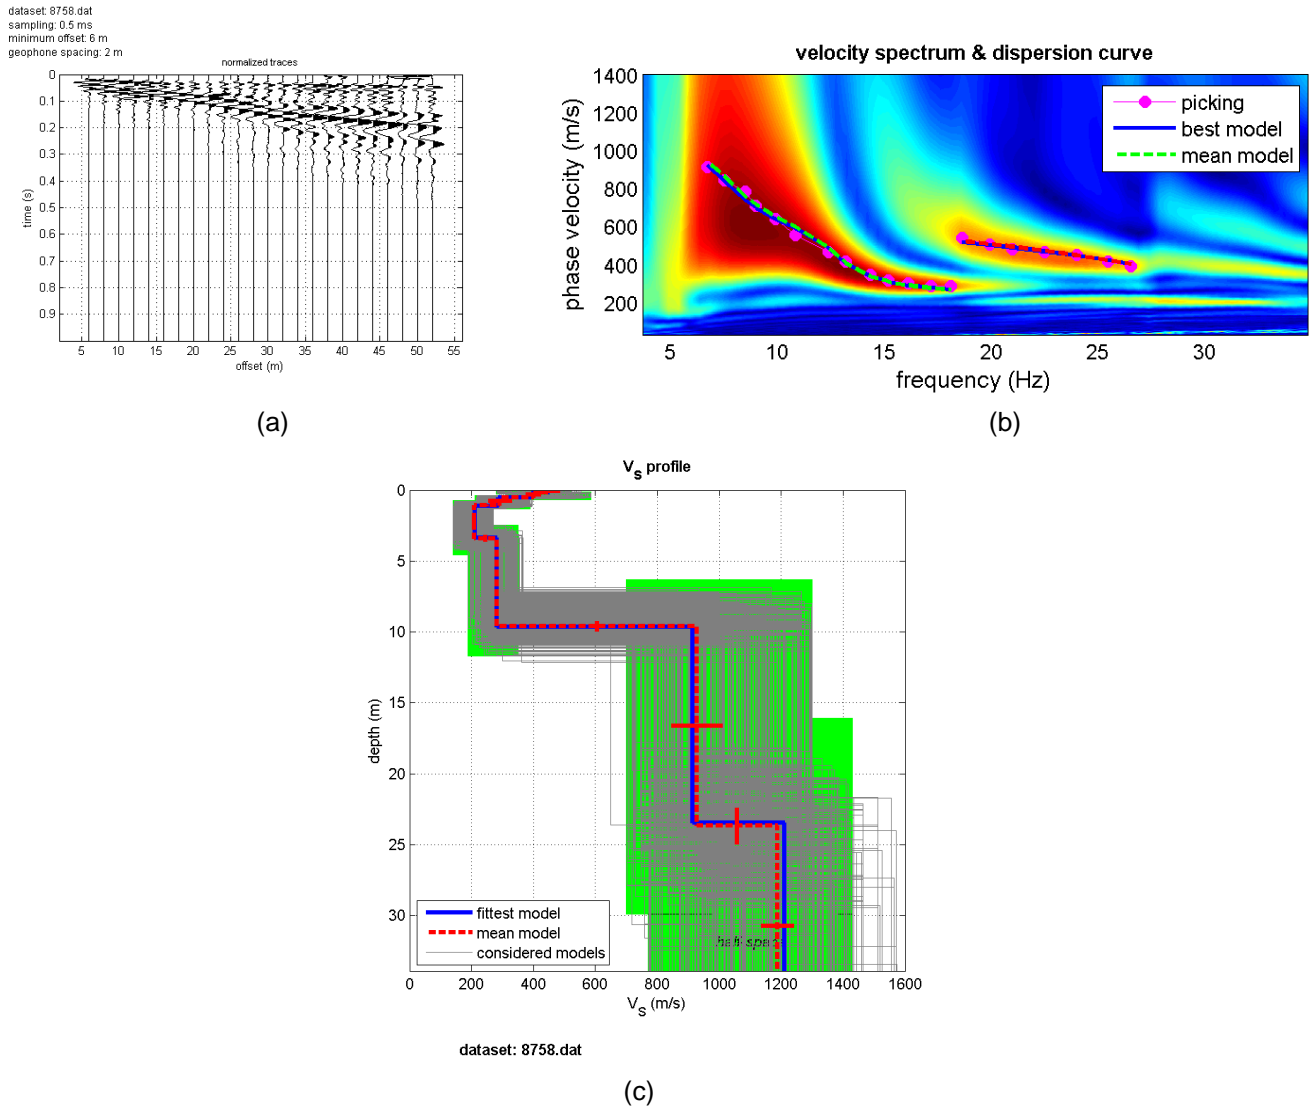 dataset: 8758.dat
sampling: 0.5 ms
minimum offset: 6 m
geophone spacing: 2 m
normalized traces
0
0.1
0.2
0.3
0.4
0.5
0.6
0.7
0.8
0.9
time (s)
5 10 15 20 25 30 35 40 45 50 55
offset (m)
(a)
velocity spectrum & dispersion curve
1400
1200
1000
800
600
400
200
phase velocity (m/s)
picking
best model
mean model
5 10 15 20 25 30
frequency (Hz)
(b)
VS profile
0
5
10
15
20
25
30
depth (m)
fittest model
mean model
considered models
half-space
0 200 400 600 800 1000 1200 1400 1600
VS (m/s)
dataset: 8758.dat
(c)